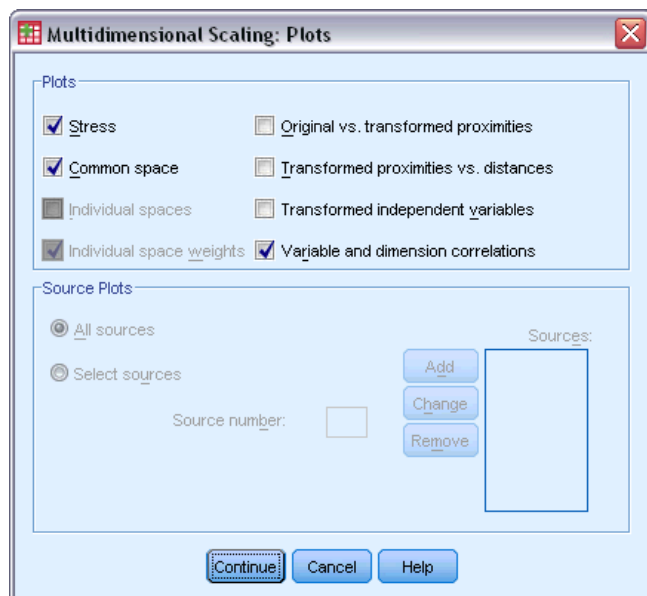 Multidimensional Scaling: Plots
Plots
Stress
Original vs. transformed proximities
Common space
Transformed proximities vs. distances
Individual spaces
Transformed independent variables
Individual space weights
Variable and dimension correlations
Source Plots
All sources
Sources:
Select sources
Add
Source number:
Change
Remove
Continue
Cancel
Help